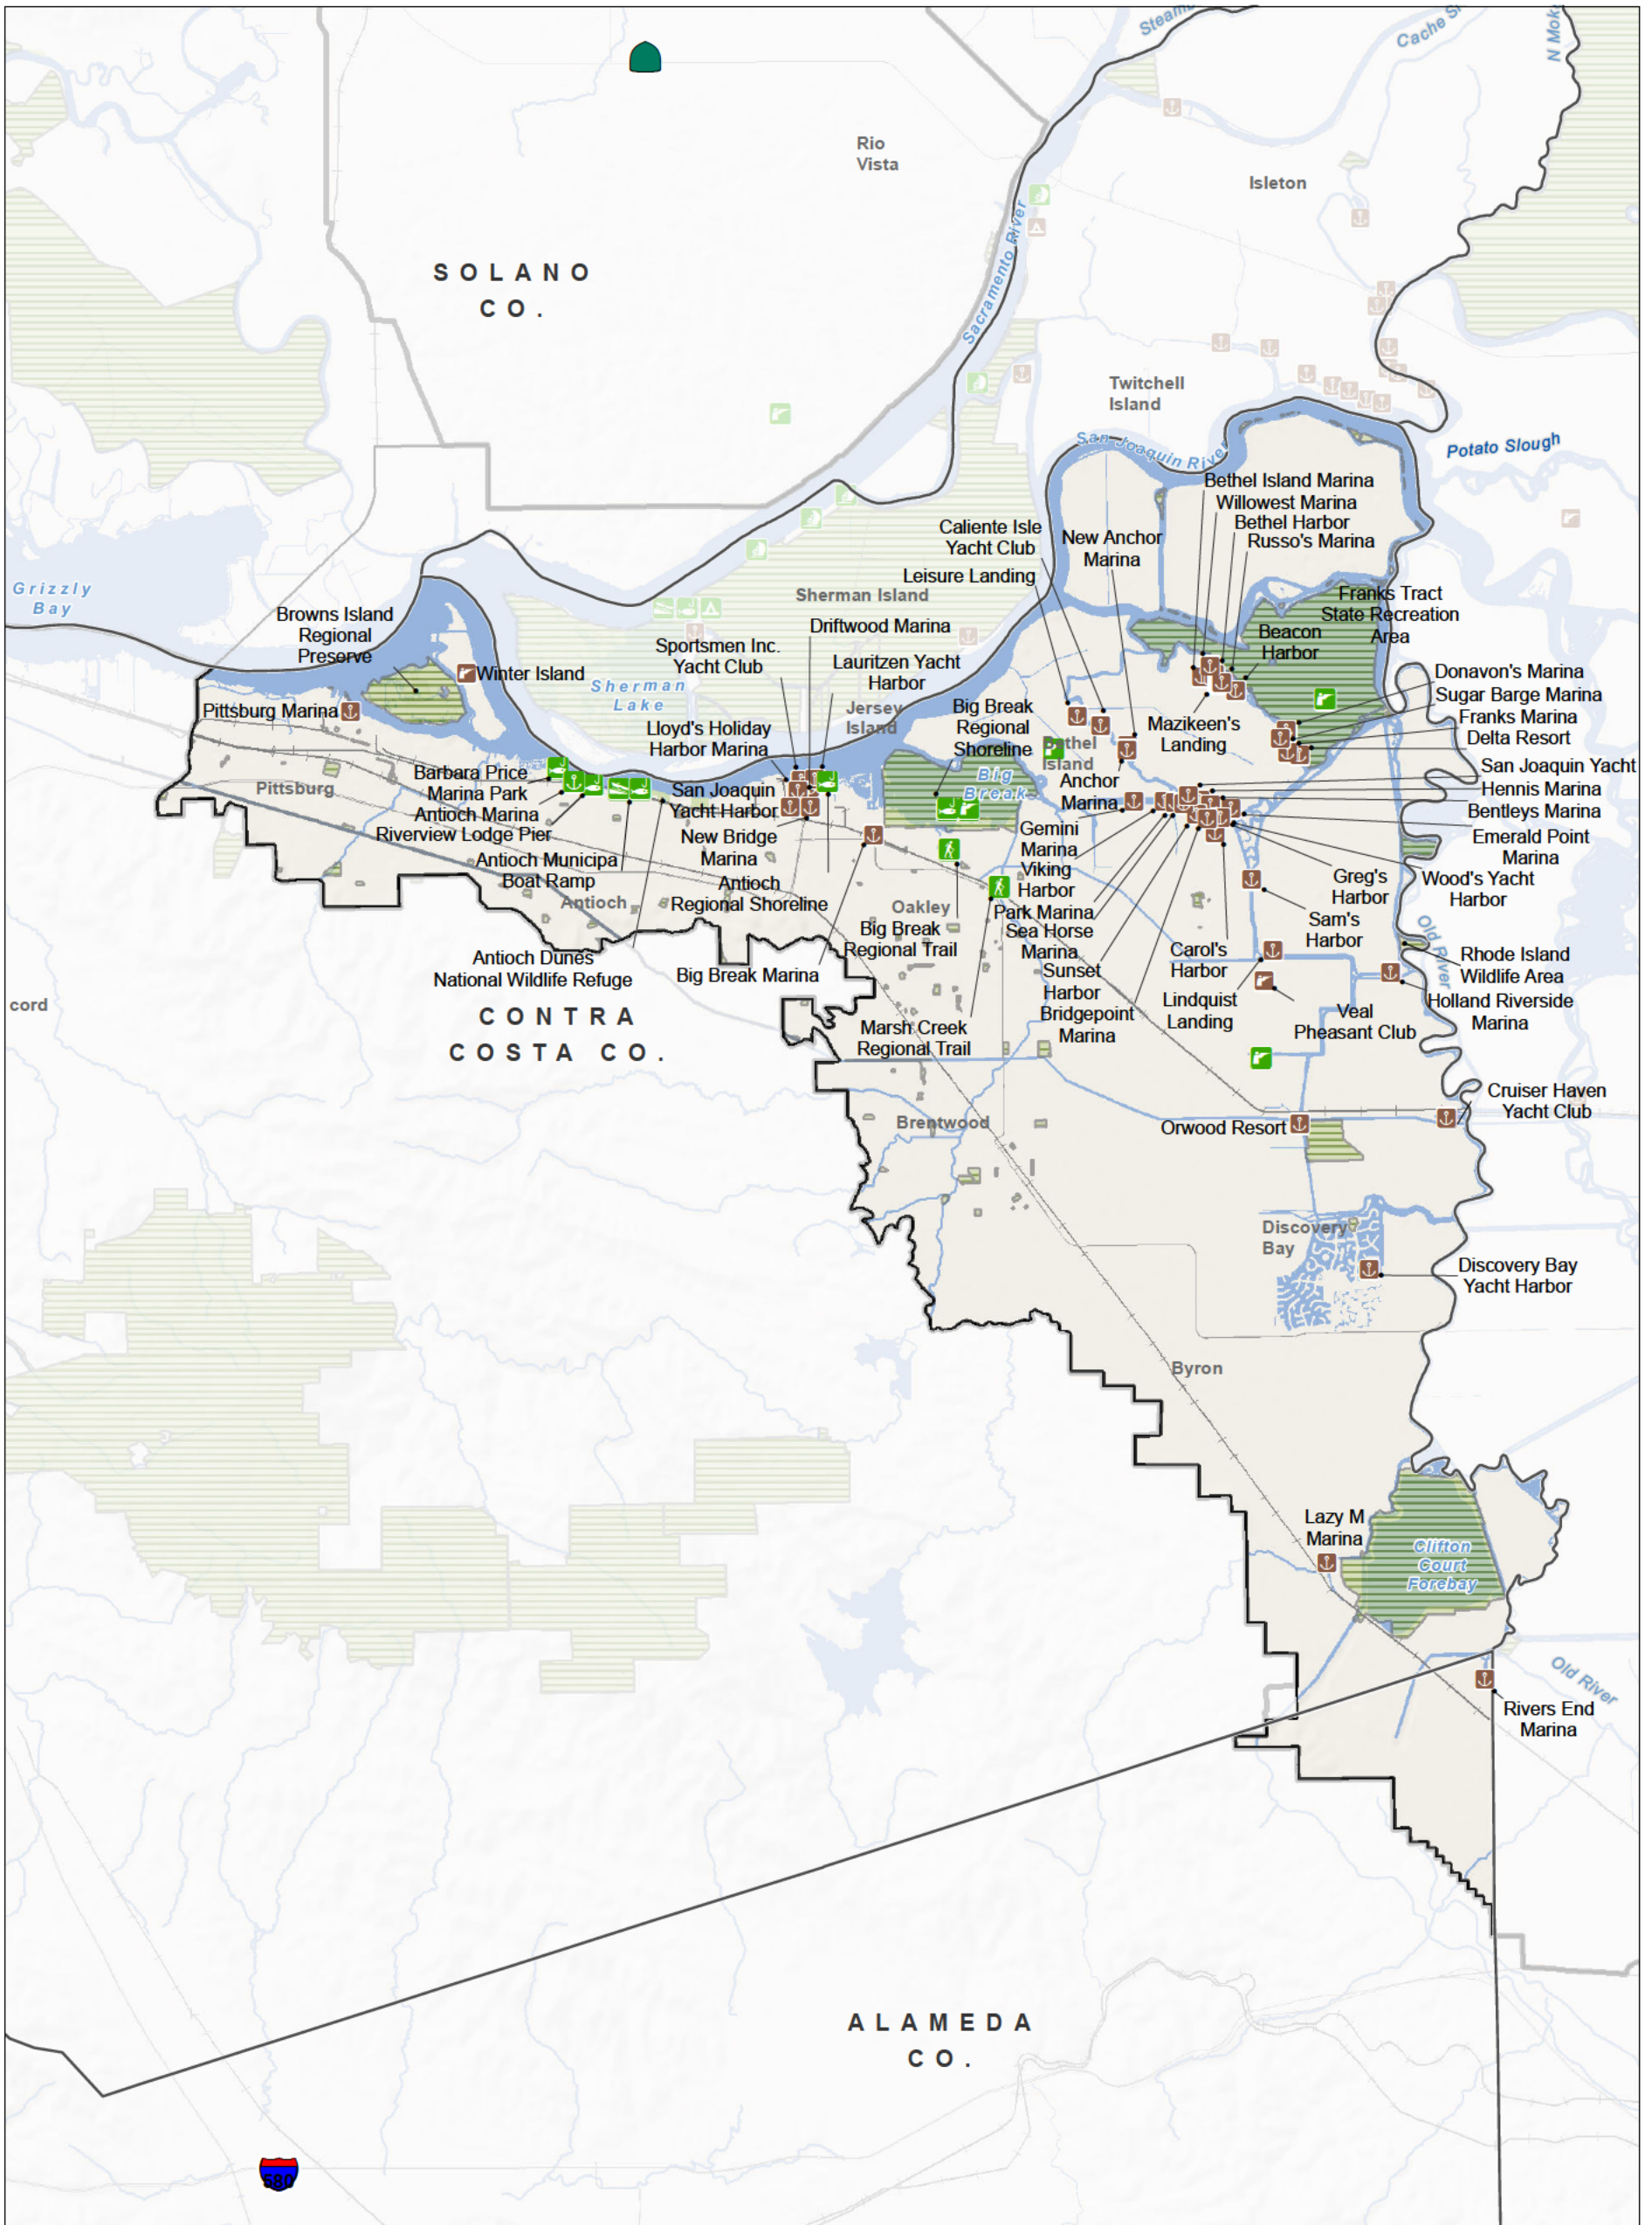 Steamb
Cache S
N Mok
Rio
Vista
Isleton
SOLANO
CO.
Sacramento River
Twitchell
Island
San Joaquin River
Potato Slough
Bethel Island Marina
Willowest Marina
Bethel Harbor
Russo's Marina
Caliente Isle
Yacht Club
New Anchor
Marina
Leisure Landing
Grizzly
Bay
Sherman Island
Franks Tract
State Recreation
Area
Browns Island
Regional
Preserve
Driftwood Marina
Beacon
Harbor
Sportsmen Inc.
Yacht Club
Lauritzen Yacht
Harbor
Winter Island
Donavon's Marina
Sherman
Lake
Sugar Barge Marina
Pittsburg Marina
Jersey
Island
Big Break
Regional
Shoreline
Mazikeen's
Landing
Franks Marina
Delta Resort
Lloyd's Holiday
Harbor Marina
Bethel
Island
San Joaquin Yacht
Barbara Price
Marina Park
Big
Break
Anchor
Marina
Hennis Marina
Pittsburg
San Joaquin
Yacht Harbor
Bentleys Marina
Antioch Marina
Riverview Lodge Pier
New Bridge
Marina
Gemini
Marina
Emerald Point
Marina
Antioch Municipa
Boat Ramp
Viking
Harbor
Greg's
Harbor
Wood's Yacht
Harbor
Antioch
Regional Shoreline
Antioch
Oakley
Park Marina
Sam's
Harbor
Big Break
Regional Trail
Sea Horse
Marina
Carol's
Harbor
Old River
Antioch Dunes
National Wildlife Refuge
Big Break Marina
Sunset
Harbor
Rhode Island
Wildlife Area
cord
Lindquist
Landing
Holland Riverside
Marina
CONTRA
COSTA CO.
Marsh Creek
Regional Trail
Bridgepoint
Marina
Veal
Pheasant Club
Cruiser Haven
Yacht Club
Brentwood
Orwood Resort
Discovery
Bay
Discovery Bay
Yacht Harbor
Byron
Lazy M
Marina
Clifton
Court
Forebay
Old River
Rivers End
Marina
ALAMEDA
CO.
580